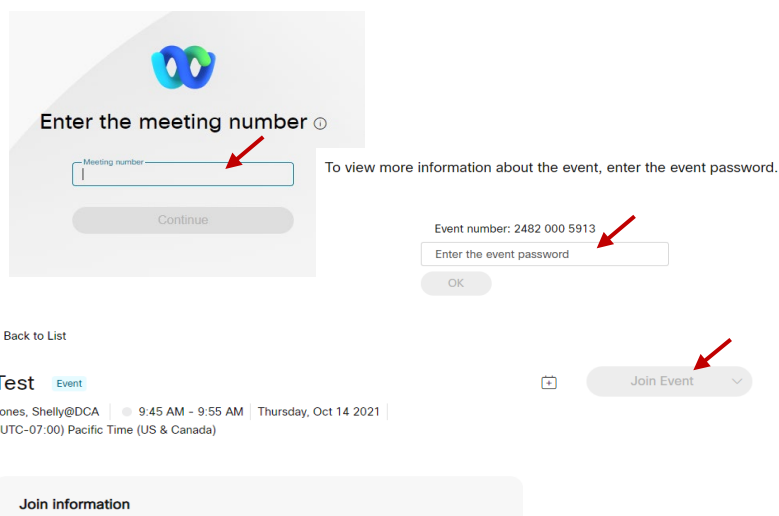 Enter the meeting number
Meeting number
Continue
To view more information about the event, enter the event password.
Event number: 2482 000 5913
Enter the event password
OK
Back to List
Test Event
Join Event
ones, Shelly@DCA 9:45 AM - 9:55 AM Thursday, Oct 14 2021
UTC-07:00) Pacific Time (US & Canada)
Join information